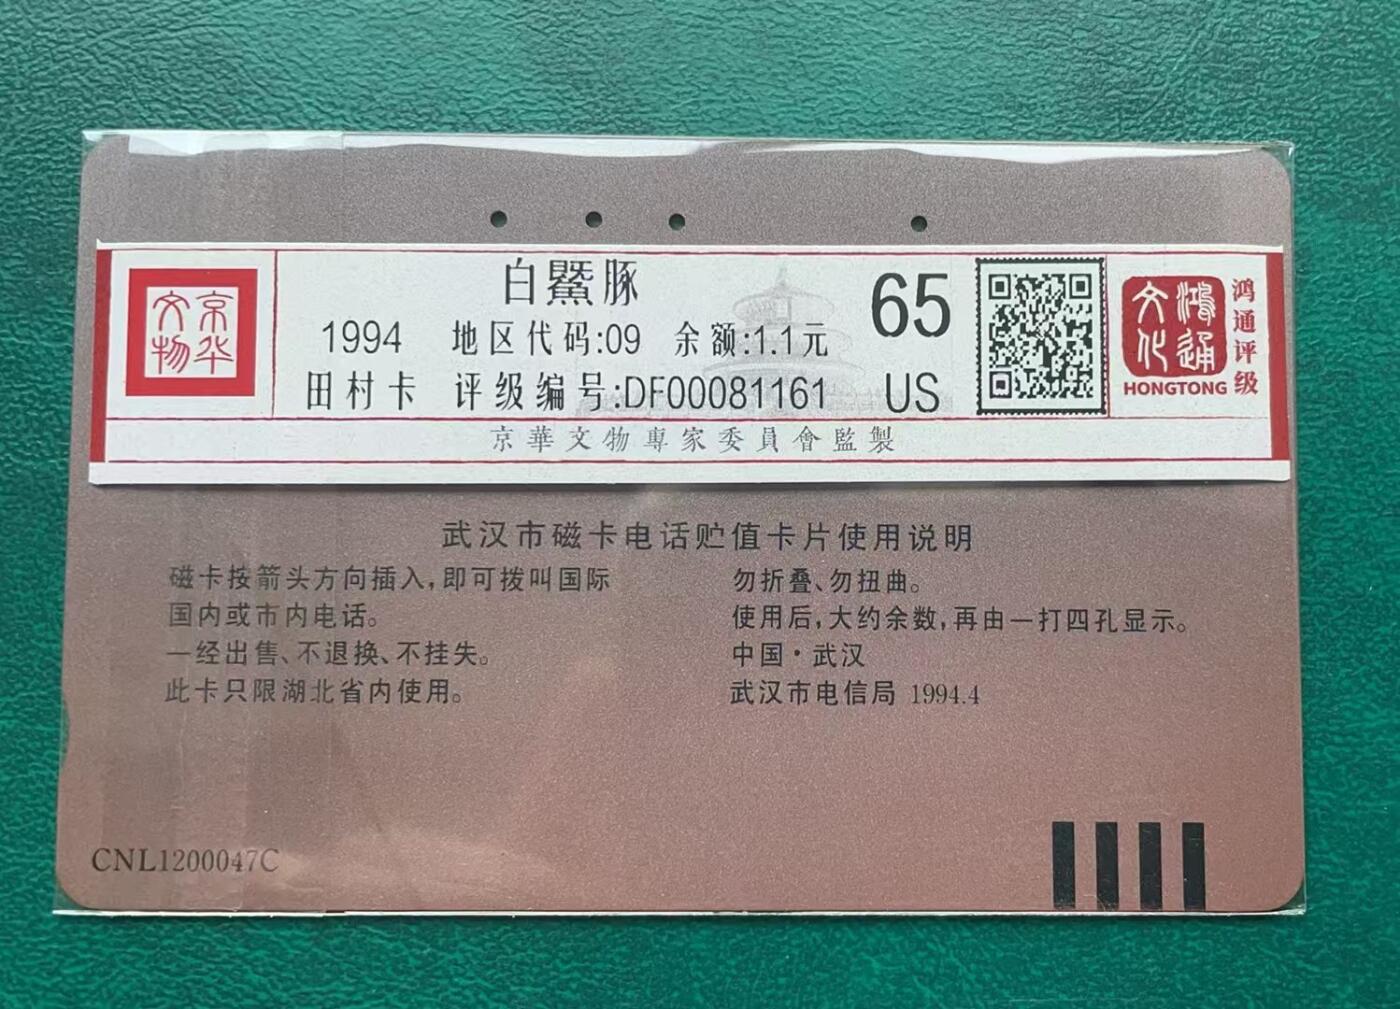 京华文物
白鱀豚
1994 地区代码:09 余额:1.1元
田村卡 评级编号:DF00081161
65
US
鸿通文化
HONGTONG
鸿通评级
京華文物專家委員會監製
武汉市磁卡电话贮值卡片使用说明
磁卡按箭头方向插入,即可拨叫国际
国内或市内电话。
一经出售、不退换、不挂失。
此卡只限湖北省内使用。
勿折叠、勿扭曲。
使用后,大约余数,再由一打四孔显示。
中国·武汉
武汉市电信局 1994.4
CNL1200047C